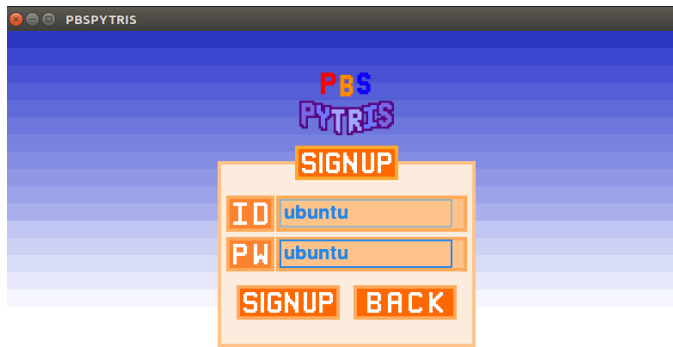 PBSPYTRIS
PBS
PYTRIS
SIGNUP
ID ubuntu
PW ubuntu
SIGNUP BACK